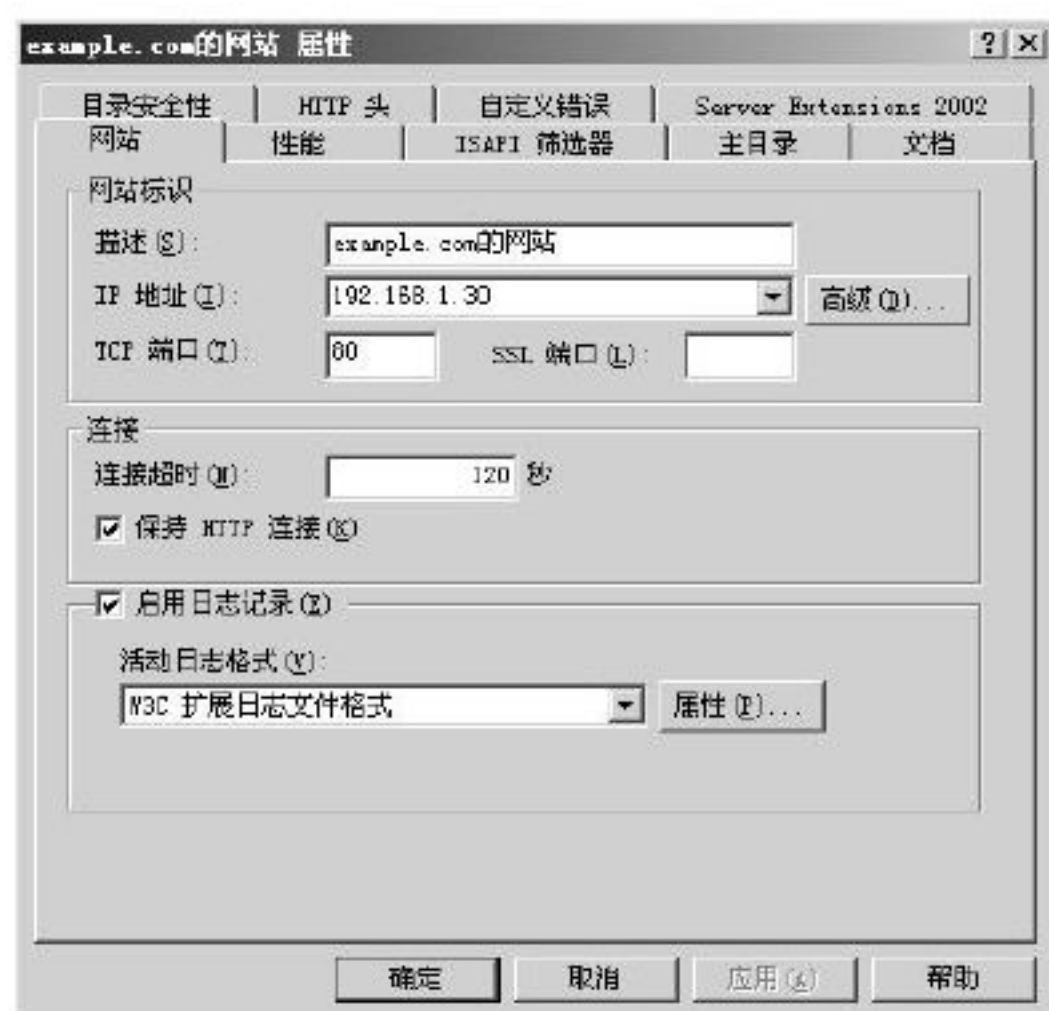 example.com的网站 属性
目录安全性 HTTP 头 自定义错误 Server Extensions 2002
网站 性能 ISAPI 筛选器 主目录 文档
网站标识
描述(S): example.com的网站
IP 地址(I): 192.168.1.30 高级(D)...
TCP 端口(T): 80 SSL 端口(L):
连接
连接超时(N): 120 秒
保持 HTTP 连接(K)
启用日志记录(E)
活动日志格式(V):
W3C 扩展日志文件格式 属性(P)...
确定 取消 应用(A) 帮助